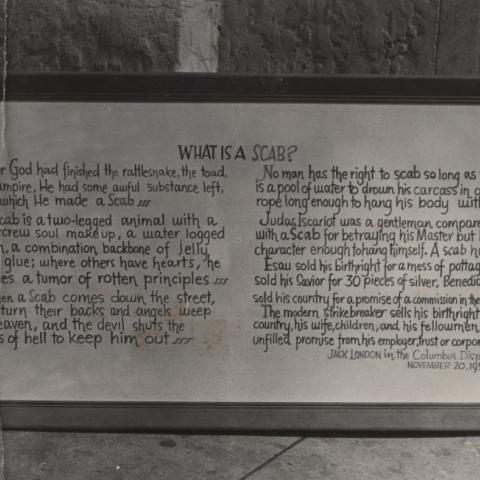 WHAT IS A SCAB?
r God had finished the rattlesnake, the toad,
mpire, He had some awful substance left,
which He made a Scab
cab is a two-legged animal with a
crew soul makeup, a water logged
n, a combination backbone of jelly
glue; where others have hearts, he
es a tumor of rotten principles
en a Scab comes down the street,
turn their backs and angels weep
eaven, and the devil shuts the
s of hell to keep him out
No man has the right to scab so long as
is a pool of water to drown his carcass in
rope long enough to hang his body with
Judas Iscariot was a gentleman compare
with a Scab for betraying his Master but
character enough to hang himself. A scab h
Esau sold his birthright for a mess of pottag
sold his Savior for 30 pieces of silver, Benedic
sold his country for a promise of a commission in the
The modern strikebreaker sells his birthright
country, his wife, children, and his fellowmen
unfilled promise from his employer, trust or corpor
JACK LONDON in the Columbus Disp
NOVEMBER 20, 19